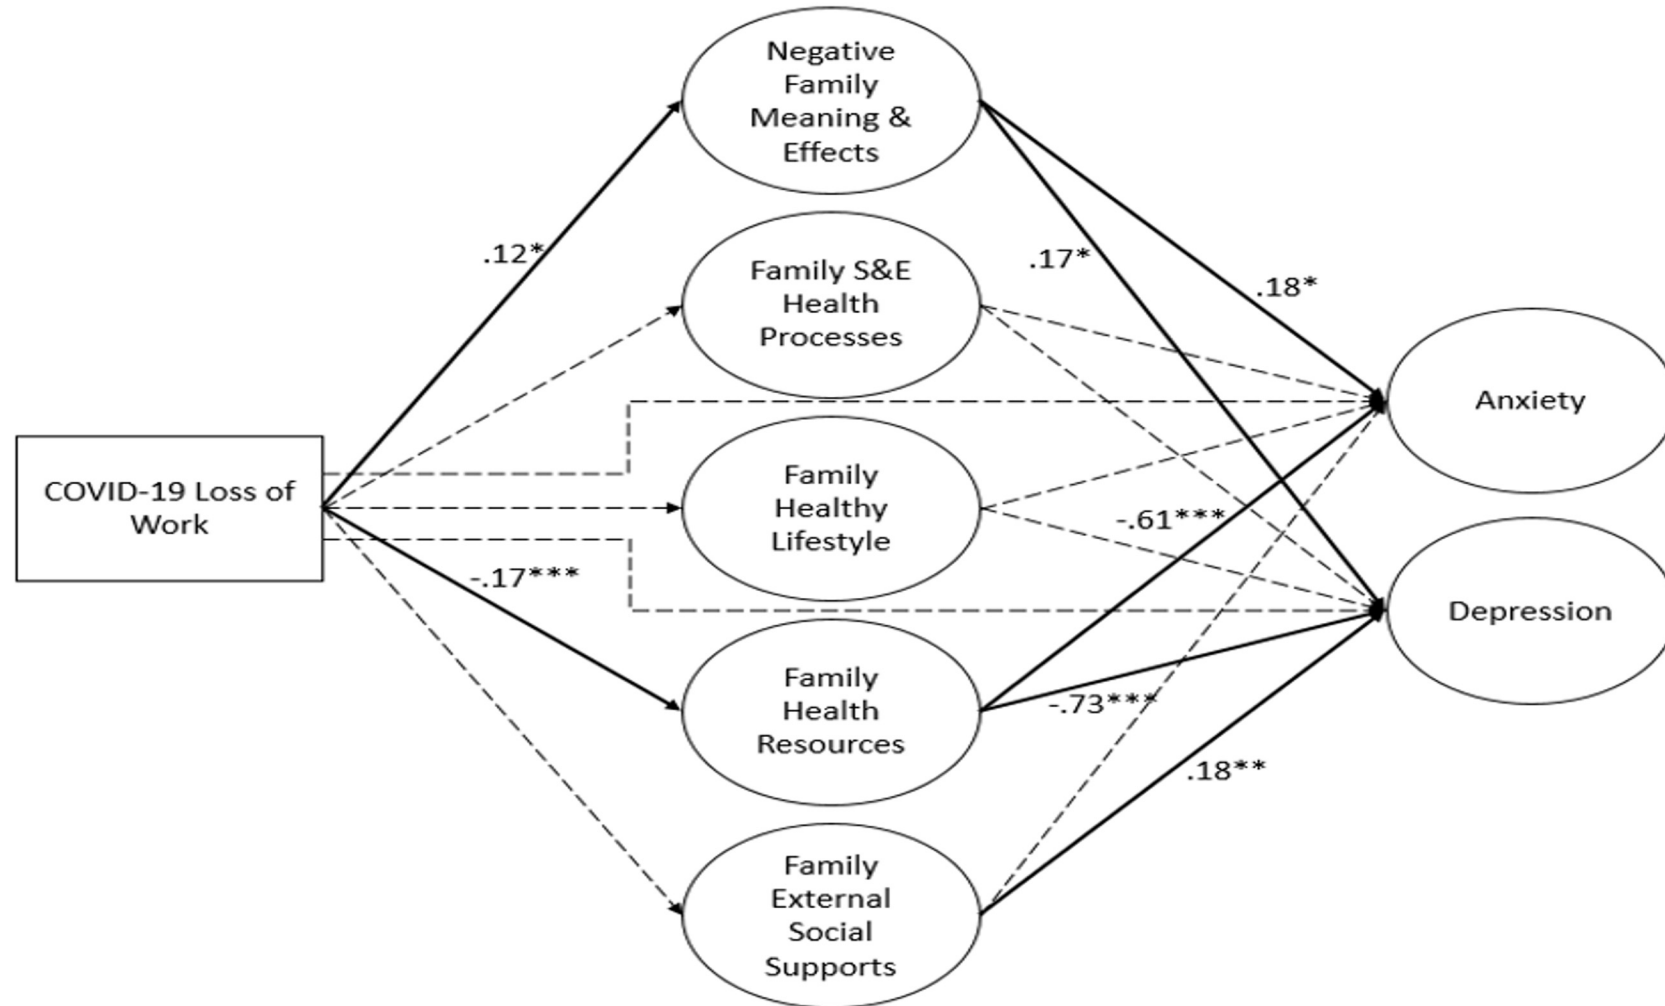 Negative
Family
Meaning &
Effects
.12*
Family S&E
Health
Processes
.17*
.18*
Anxiety
COVID-19 Loss of
Work
Family
Healthy
Lifestyle
-.61***
-.17***
Depression
Family
Health
Resources
-.73***
.18**
Family
External
Social
Supports